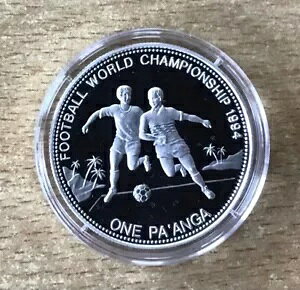 FOOTBALL WORLD CHAMPIONSHIP 1994
ONE PA'ANGA